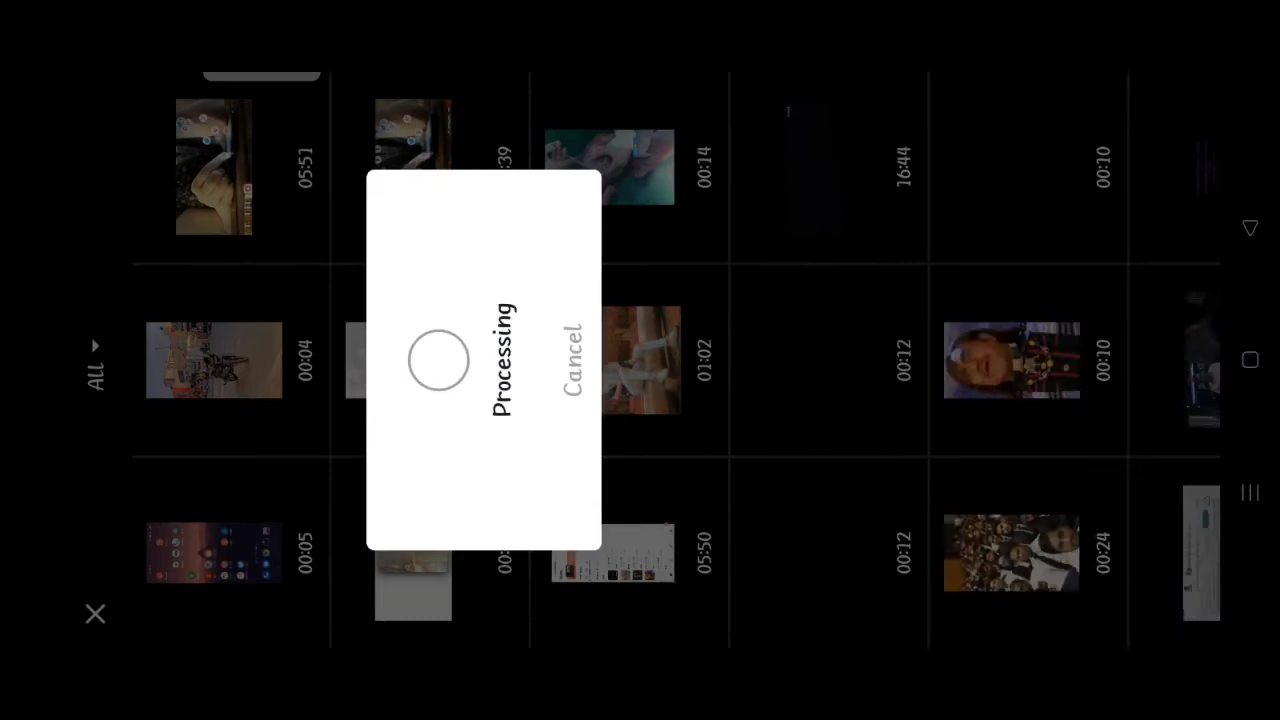 All
00:05 00:04 05:51
00: :39
Processing
Cancel
05:50 01:02 00:14
00:12 00:12 16:44
00:24 00:10 00:10